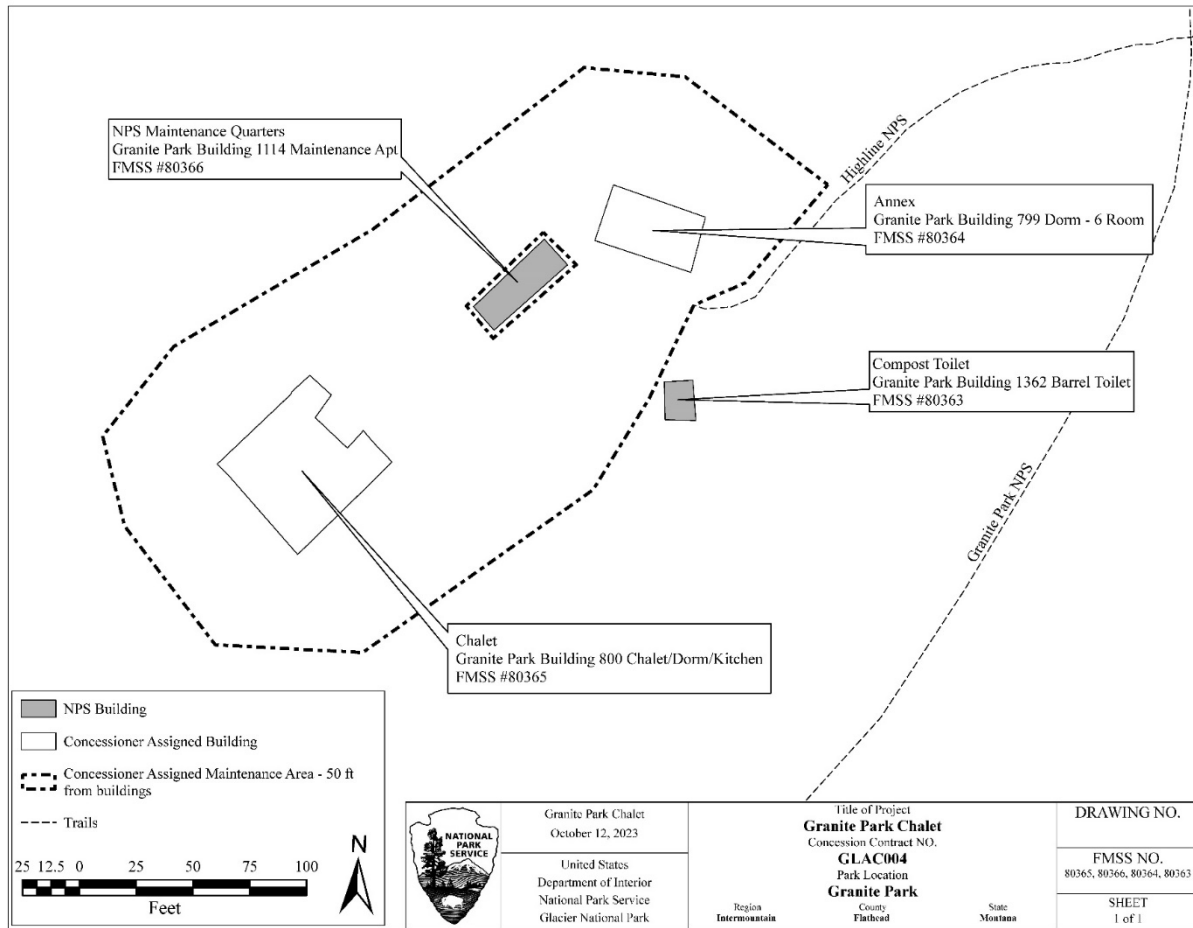 NPS Maintenance Quarters
Granite Park Building 1114 Maintenance Apt
FMSS #80366
Highline NPS
Annex
Granite Park Building 799 Dorm - 6 Room
FMSS #80364
Compost Toilet
Granite Park Building 1362 Barrel Toilet
FMSS #80363
Granite Park NPS
Chalet
Granite Park Building 800 Chalet/Dorm/Kitchen
FMSS #80365
NPS Building
Concessioner Assigned Building
Concessioner Assigned Maintenance Area - 50 ft
from buildings
Trails
N
25 12.5 0 25 50 75 100
Feet
NATIONAL
PARK
SERVICE
Granite Park Chalet
October 12, 2023
United States
Department of Interior
National Park Service
Glacier National Park
Title of Project
Granite Park Chalet
Concession Contract NO.
GLAC004
Park Location
Granite Park
Region
Intermountain
County
Flathead
State
Montana
DRAWING NO.
FMSS NO.
80365, 80366, 80364, 80363
SHEET
1 of 1